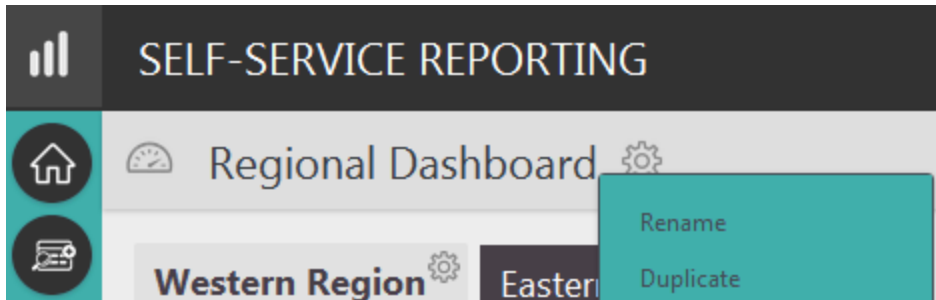 SELF-SERVICE REPORTING
Regional Dashboard
Rename
Western Region
Duplicate